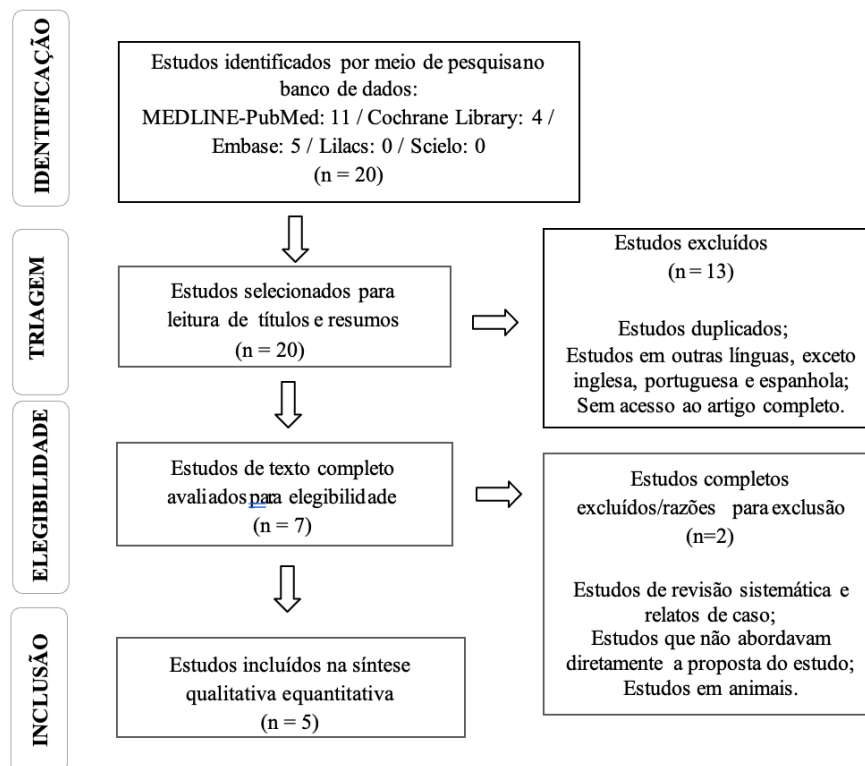 IDENTIFICAÇÃO
Estudos identificados por meio de pesquisano
banco de dados:
MEDLINE-PubMed: 11 / Cochrane Library: 4 /
Embase: 5 / Lilacs: 0 / Scielo: 0
(n = 20)
TRIAGEM
Estudos selecionados para
leitura de títulos e resumos
(n = 20)
Estudos excluídos
(n = 13)
Estudos duplicados;
Estudos em outras línguas, exceto
inglesa, portuguesa e espanhola;
Sem acesso ao artigo completo.
ELEGIBILIDADE
Estudos de texto completo
avaliados para elegibilidade
(n = 7)
Estudos completos
excluídos/razões para exclusão
(n=2)
Estudos de revisão sistemática e
relatos de caso;
Estudos que não abordavam
diretamente a proposta do estudo;
Estudos em animais.
INCLUSÃO
Estudos incluídos na síntese
qualitativa equantitativa
(n = 5)